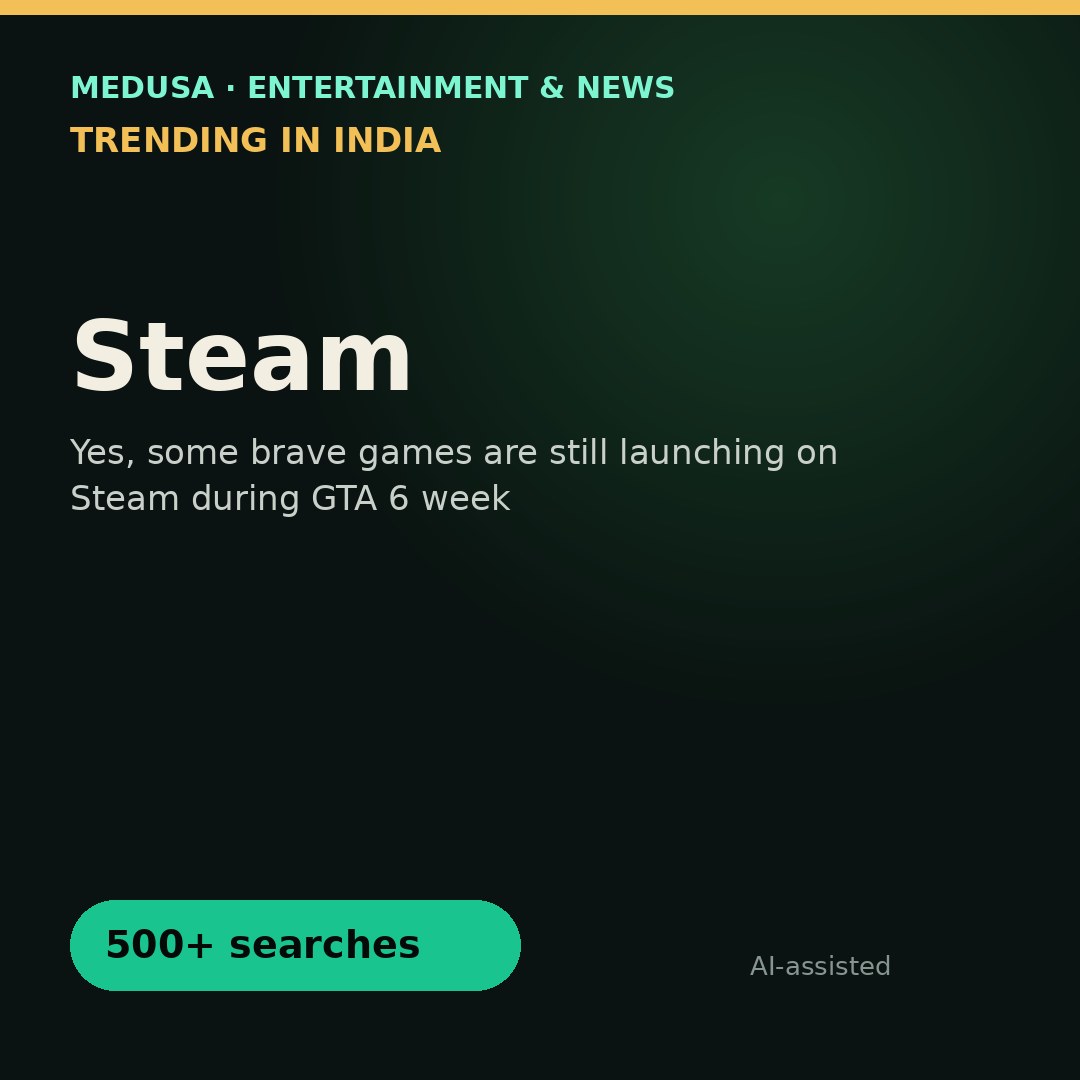 MEDUSA · ENTERTAINMENT & NEWS
TRENDING IN INDIA
Steam
Yes, some brave games are still launching on
Steam during GTA 6 week
500+ searches
AI-assisted